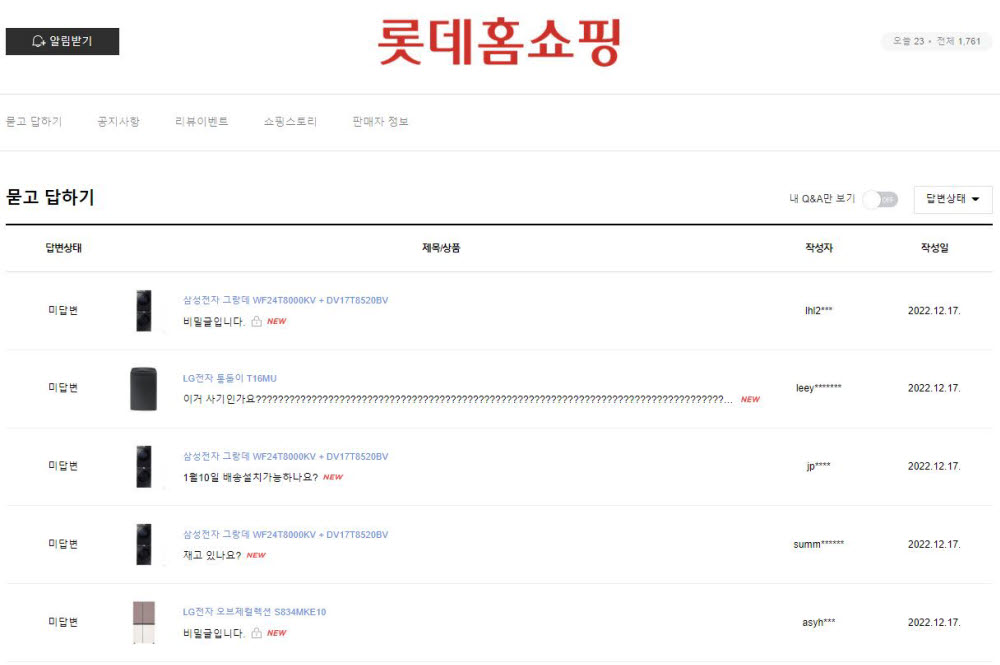 알림받기
롯데홈쇼핑
오늘 23 • 전체 1,761
묻고 답하기 공지사항 리뷰이벤트 쇼핑스토리 판매자 정보
묻고 답하기
내 Q&A만 보기 OFF 답변상태
답변상태 제목/상품 작성자 작성일
삼성전자 그랑데 WF24T8000KV + DV17T8520BV
미답변 lhl2*** 2022.12.17.
비밀글입니다. NEW
LG전자 통돌이 T16MU
미답변 leey******* 2022.12.17.
이거 사기인가요?????????????????????????????????????????????????????????????????????????????????????... NEW
삼성전자 그랑데 WF24T8000KV + DV17T8520BV
미답변 jp**** 2022.12.17.
1월10일 배송설치가능하나요? NEW
삼성전자 그랑데 WF24T8000KV + DV17T8520BV
미답변 summ****** 2022.12.17.
재고 있나요? NEW
LG전자 오브제컬렉션 S834MKE10
미답변 asyh*** 2022.12.17.
비밀글입니다. NEW